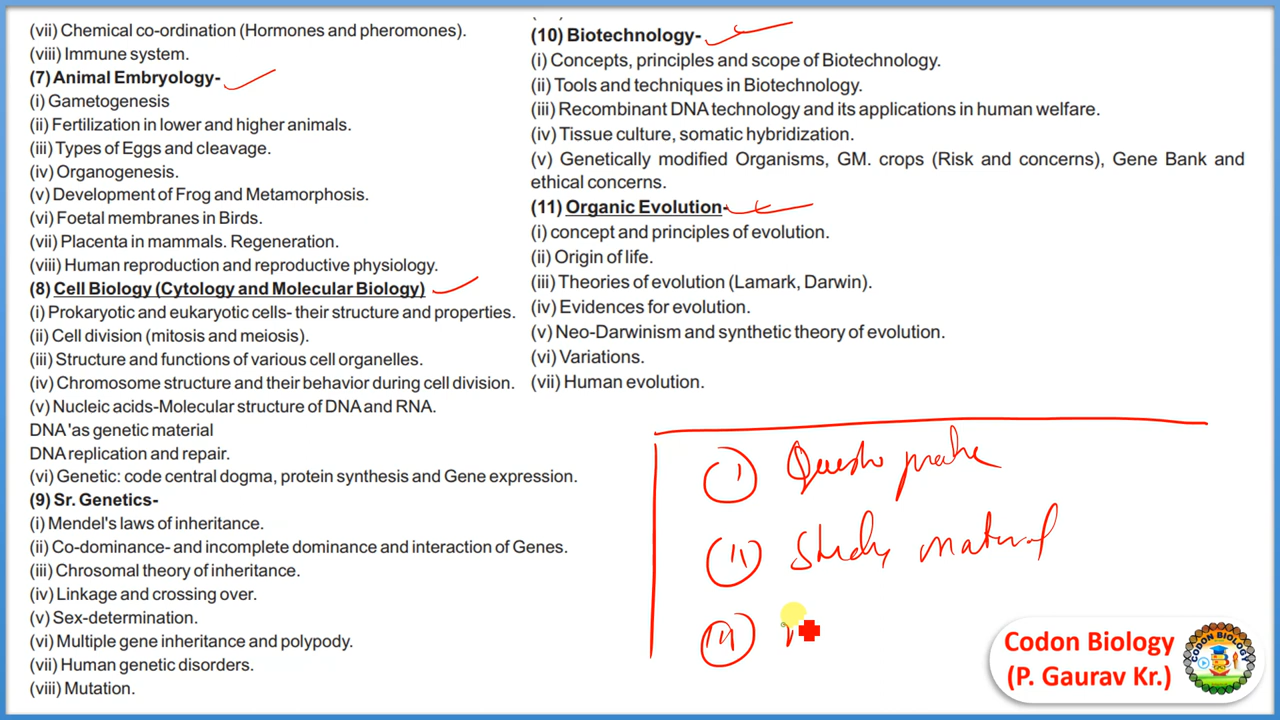 (vii) Chemical co-ordination (Hormones and pheromones).
(viii) Immune system.
(7) Animal Embryology-
(i) Gametogenesis
(ii) Fertilization in lower and higher animals.
(iii) Types of Eggs and cleavage.
(iv) Organogenesis.
(v) Development of Frog and Metamorphosis.
(vi) Foetal membranes in Birds.
(vii) Placenta in mammals. Regeneration.
(viii) Human reproduction and reproductive physiology.
(8) Cell Biology (Cytology and Molecular Biology)
(i) Prokaryotic and eukaryotic cells- their structure and properties.
(ii) Cell division (mitosis and meiosis).
(iii) Structure and functions of various cell organelles.
(iv) Chromosome structure and their behavior during cell division.
(v) Nucleic acids-Molecular structure of DNA and RNA.
DNA 'as genetic material
DNA replication and repair.
(vi) Genetic: code central dogma, protein synthesis and Gene expression.
(9) Sr. Genetics-
(i) Mendel's laws of inheritance.
(ii) Co-dominance- and incomplete dominance and interaction of Genes.
(iii) Chrosomal theory of inheritance.
(iv) Linkage and crossing over.
(v) Sex-determination.
(vi) Multiple gene inheritance and polypody.
(vii) Human genetic disorders.
(viii) Mutation.
(10) Biotechnology-
(i) Concepts, principles and scope of Biotechnology.
(ii) Tools and techniques in Biotechnology.
(iii) Recombinant DNA technology and its applications in human welfare.
(iv) Tissue culture, somatic hybridization.
(v) Genetically modified Organisms, GM. crops (Risk and concerns), Gene Bank and
ethical concerns.
(11) Organic Evolution-
(i) concept and principles of evolution.
(ii) Origin of life.
(iii) Theories of evolution (Lamark, Darwin).
(iv) Evidences for evolution.
(v) Neo-Darwinism and synthetic theory of evolution.
(vi) Variations.
(vii) Human evolution.
(i)
(ii) Study material
(iii)
Codon Biology
(P. Gaurav Kr.)
CODON BIOLOGY